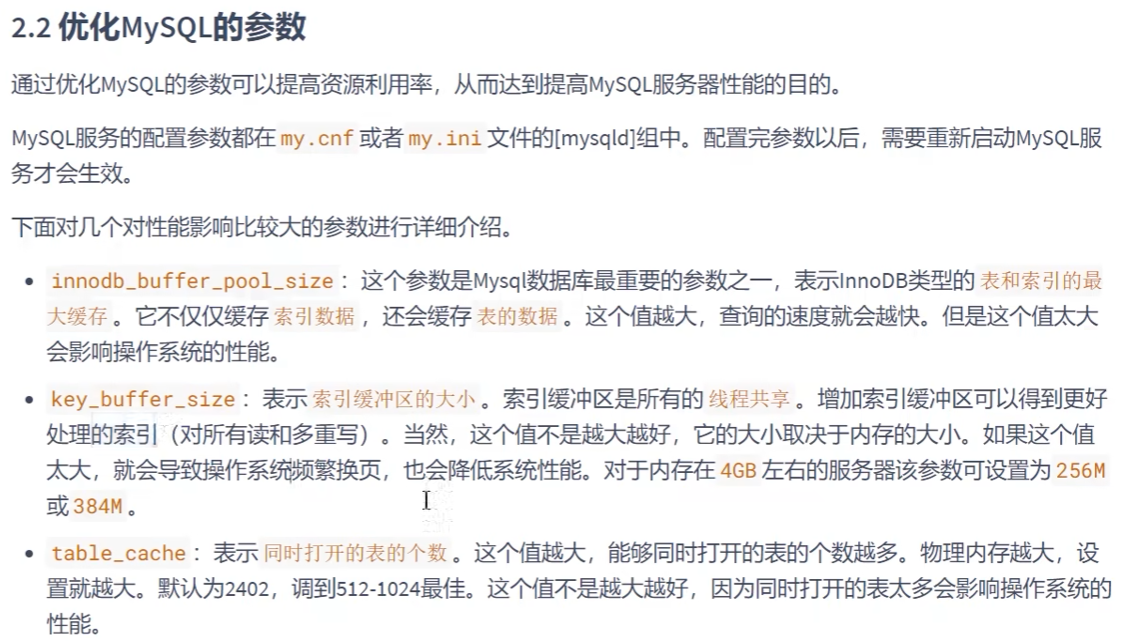 2.2 优化MySQL的参数
通过优化MySQL的参数可以提高资源利用率，从而达到提高MySQL服务器性能的目的。
MySQL服务的配置参数都在 my.cnf 或者 my.ini 文件的[mysqld]组中。配置完参数以后，需要重新启动MySQL服
务才会生效。
下面对几个对性能影响比较大的参数进行详细介绍。
• innodb_buffer_pool_size ：这个参数是Mysql数据库最重要的参数之一，表示InnoDB类型的 表和索引的最
大缓存 。它不仅仅缓存 索引数据 ，还会缓存 表的数据 。这个值越大，查询的速度就会越快。但是这个值太大
会影响操作系统的性能。
• key_buffer_size ：表示 索引缓冲区的大小 。索引缓冲区是所有的 线程共享 。增加索引缓冲区可以得到更好
处理的索引（对所有读和多重写）。当然，这个值不是越大越好，它的大小取决于内存的大小。如果这个值
太大，就会导致操作系统频繁换页，也会降低系统性能。对于内存在 4GB 左右的服务器该参数可设置为 256M
或 384M 。
• table_cache ：表示 同时打开的表的个数 。这个值越大，能够同时打开的表的个数越多。物理内存越大，设
置就越大。默认为2402，调到512-1024最佳。这个值不是越大越好，因为同时打开的表太多会影响操作系统的
性能。